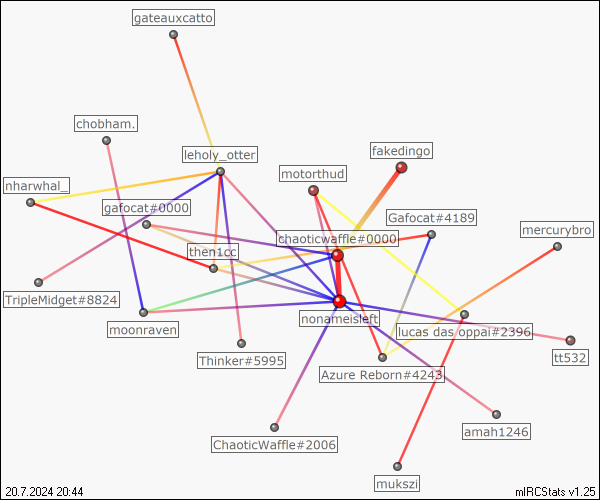 gateauxcatto
chobham.
leholy_otter
fakedingo
motorthud
nharwhal_
gafocat#0000
Gafocat#4189
mercurybro
chaoticwaffle#0000
then1cc
TripleMidget#8824
moonraven
nonameisleft
lucas das oppai#2396
Thinker#5995
tt532
Azure Reborn#4243
amah1246
ChaoticWaffle#2006
mukszi
20.7.2024 20:44
mIRCStats v1.25